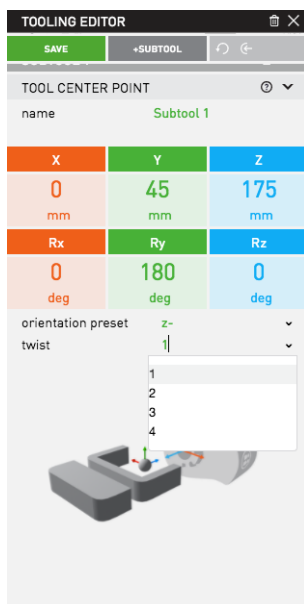 TOOLING EDITOR
SAVE +SUBTOOL
TOOL CENTER POINT
name Subtool 1
X Y Z
0 45 175
mm mm mm
Rx Ry Rz
0 180 0
deg deg deg
orientation preset z-
twist 1
1
2
3
4